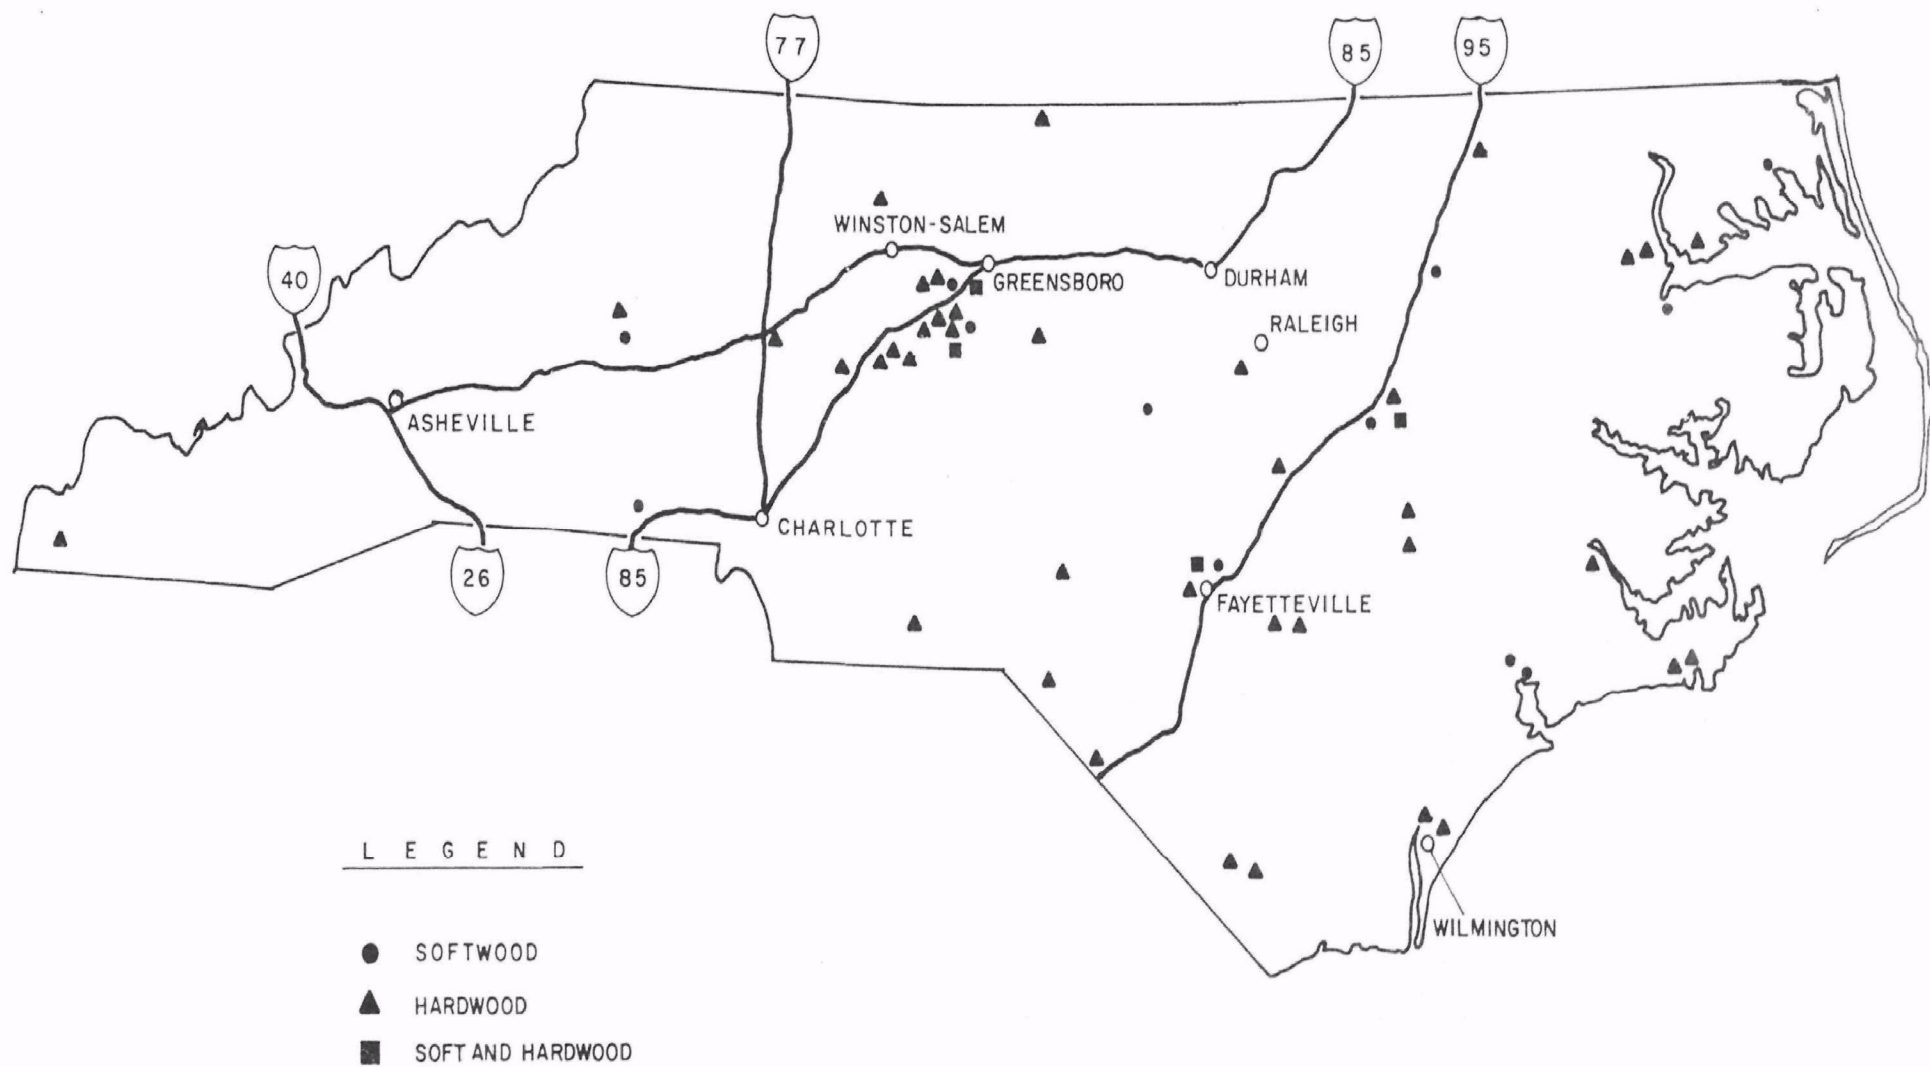 77
85
95
WINSTON-SALEM
40
GREENSBORO
DURHAM
RALEIGH
ASHEVILLE
CHARLOTTE
26
85
FAYETTEVILLE
LEGEND
WILMINGTON
SOFTWOOD
HARDWOOD
SOFT AND HARDWOOD